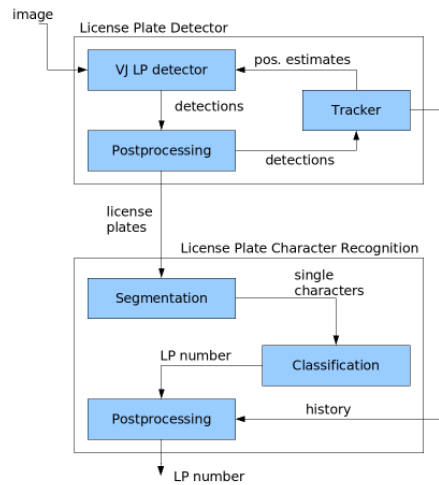 image
License Plate Detector
VJ LP detector
pos. estimates
detections
Tracker
Postprocessing
detections
license
plates
License Plate Character Recognition
Segmentation
single
characters
LP number
Classification
Postprocessing
history
LP number